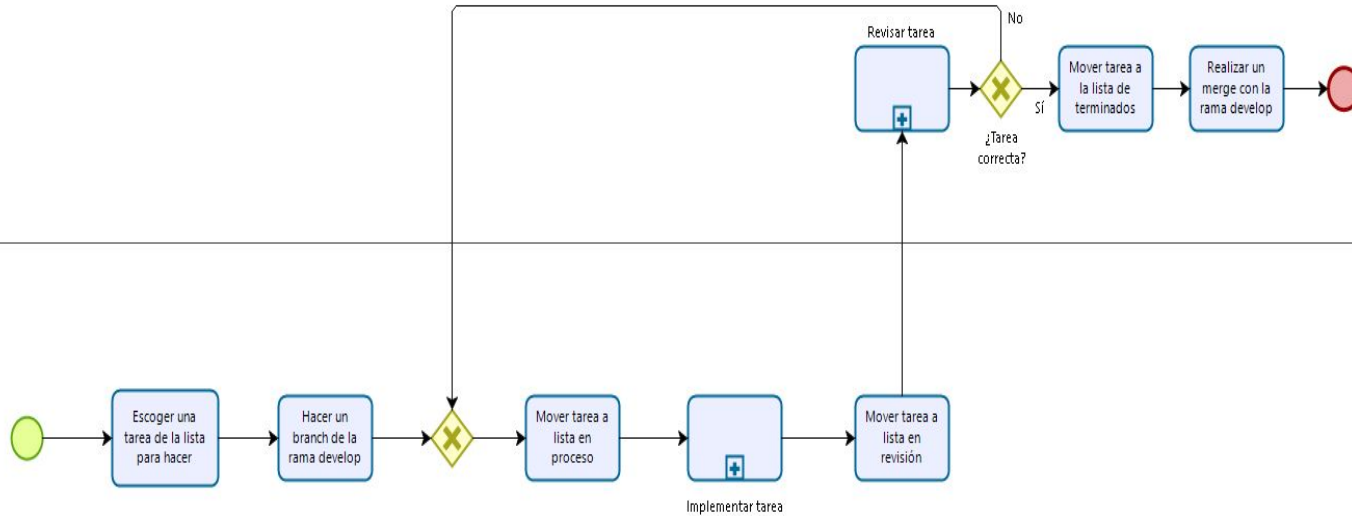 No
Revisar tarea
Mover tarea a
la lista de
terminados
Realizar un
merge con la
rama develop
Sí
¿Tarea
correcta?
Escoger una
tarea de la lista
para hacer
Hacer un
branch de la
rama develop
Mover tarea a
lista en
proceso
Implementar tarea
Mover tarea a
lista en
revisión